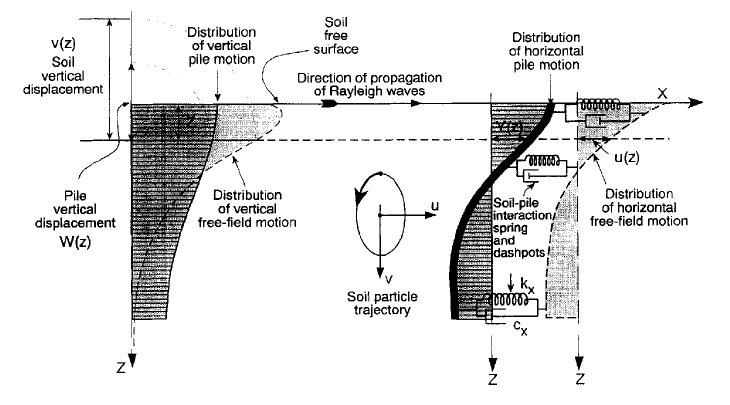 v(z)
Soil
vertical
displacement
Distribution
of vertical
pile motion
Soil
free
surface
Direction of propagation
of Rayleigh waves
Distribution
of horizontal
pile motion
X
u(z)
Pile
vertical
displacement
W(z)
Distribution
of vertical
free-field motion
u
v
Soil particle
trajectory
Soil-pile
interaction
spring
and
dashpots
Distribution
of horizontal
free-field motion
kx
cx
Z
Z
Z